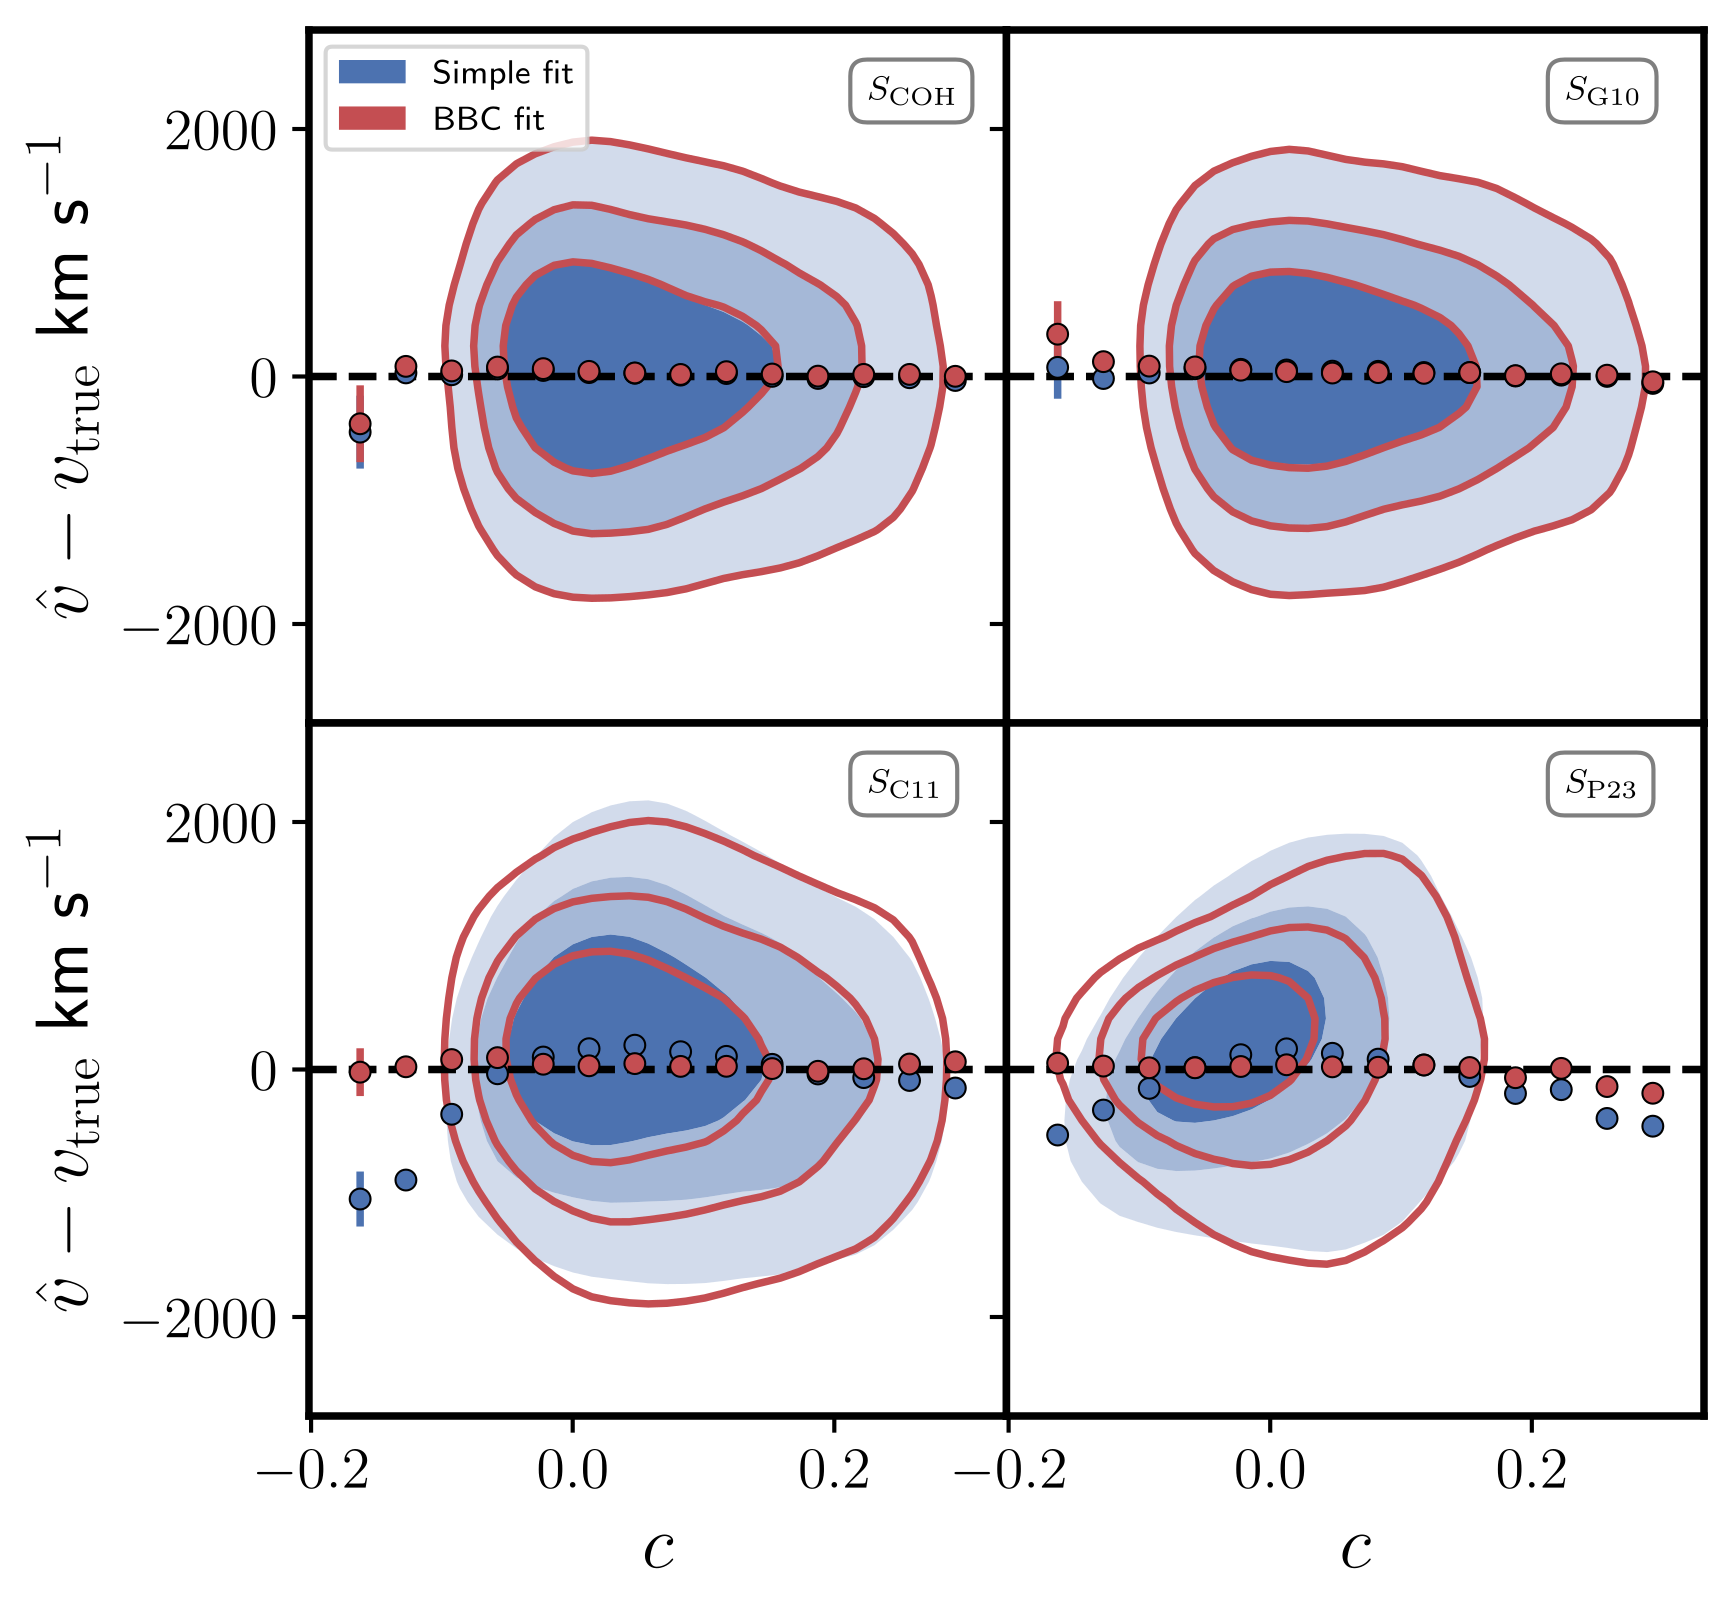 Simple fit
BBC fit
S_COH
S_G10
2000
0
−2000
v̂ − v_true km s⁻¹
S_C11
S_P23
2000
0
−2000
v̂ − v_true km s⁻¹
−0.2 0.0 0.2 −0.2 0.0 0.2
c c